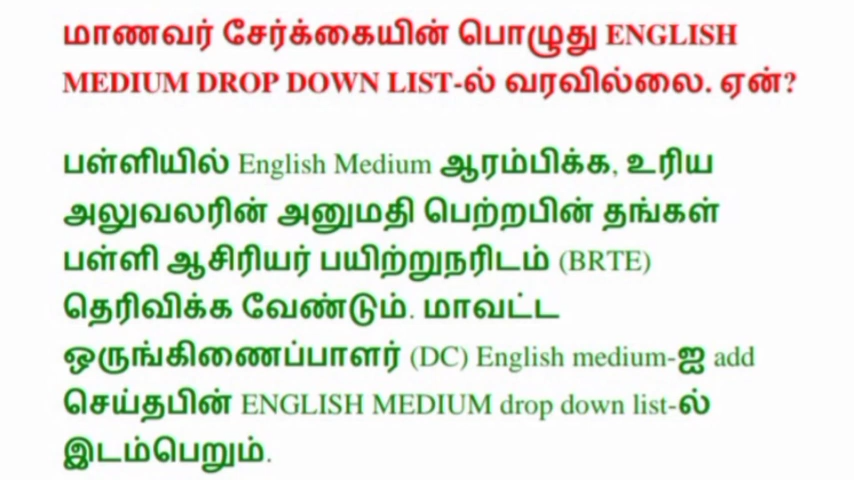 மாணவர் சேர்க்கையின் பொழுது ENGLISH
MEDIUM DROP DOWN LIST-ல் வரவில்லை. ஏன்?
பள்ளியில் English Medium ஆரம்பிக்க, உரிய
அலுவலரின் அனுமதி பெற்றபின் தங்கள்
பள்ளி ஆசிரியர் பயிற்றுநரிடம் (BRTE)
தெரிவிக்க வேண்டும். மாவட்ட
ஒருங்கிணைப்பாளர் (DC) English medium-ஐ add
செய்தபின் ENGLISH MEDIUM drop down list-ல்
இடம்பெறும்.